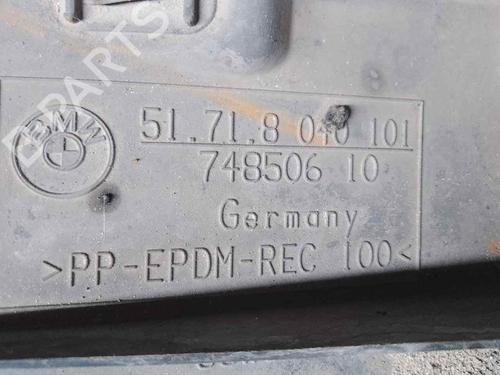 B-PARTS
BMW
51.71.8 040 101
748506 10
Germany
>PP-EPDM-REC 100<